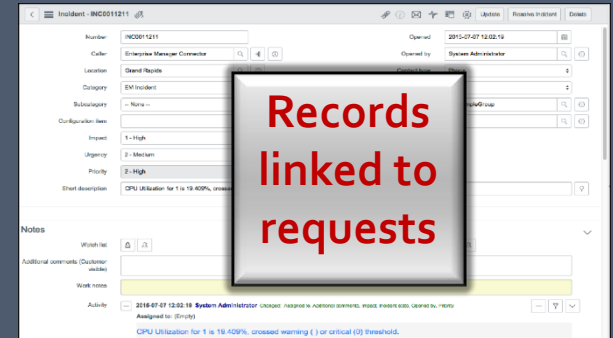 Incident - INC0011211
Update Resolve Incident Delete
Number INC0011211 Opened 2015-07-07 12:02:19
Caller Enterprise Manager Connector Opened by System Administrator
Location Grand Rapids
Category EM Incident
Subcategory -- None --
Configuration item
Impact 1 - High
Urgency 2 - Medium
Priority 2 - High
Short description CPU Utilization for 1 is 19.409%,
Records
linked to
requests
Notes
Watch list
Additional comments (Customer
visible)
Work notes
Activity 2015-07-07 12:02:19 System Administrator Changed:
Assigned to: (Empty)
CPU Utilization for 1 is 19.409%, crossed warning ( ) or critical (0) threshold.